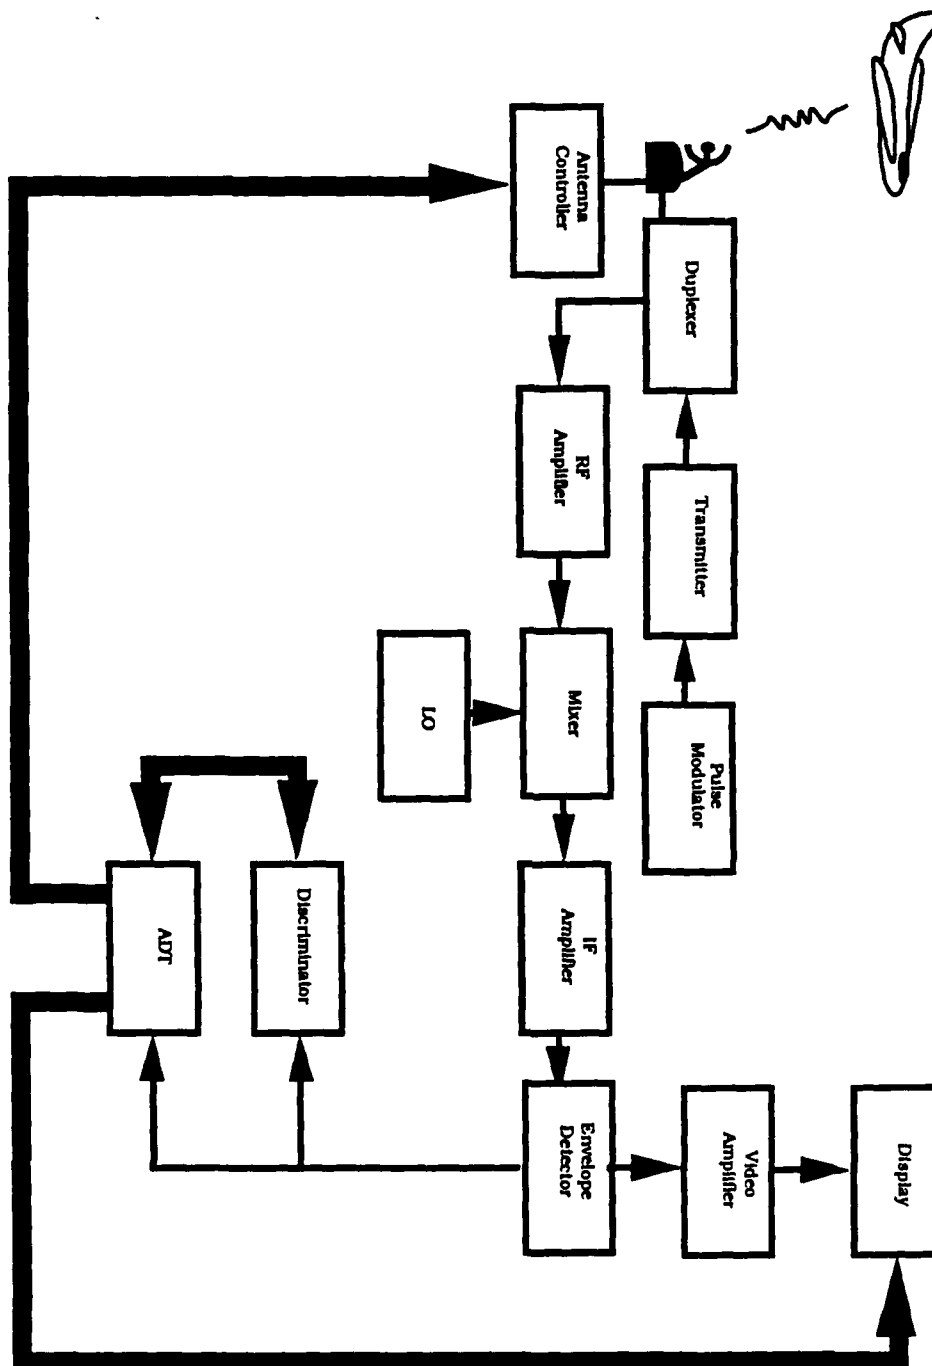 Antenna
Controller
Duplexer
Transmitter
Pulse
Modulator
RF
Amplifier
Mixer
LO
IF
Amplifier
Envelope
Detector
Video
Amplifier
Display
Discriminator
ADT